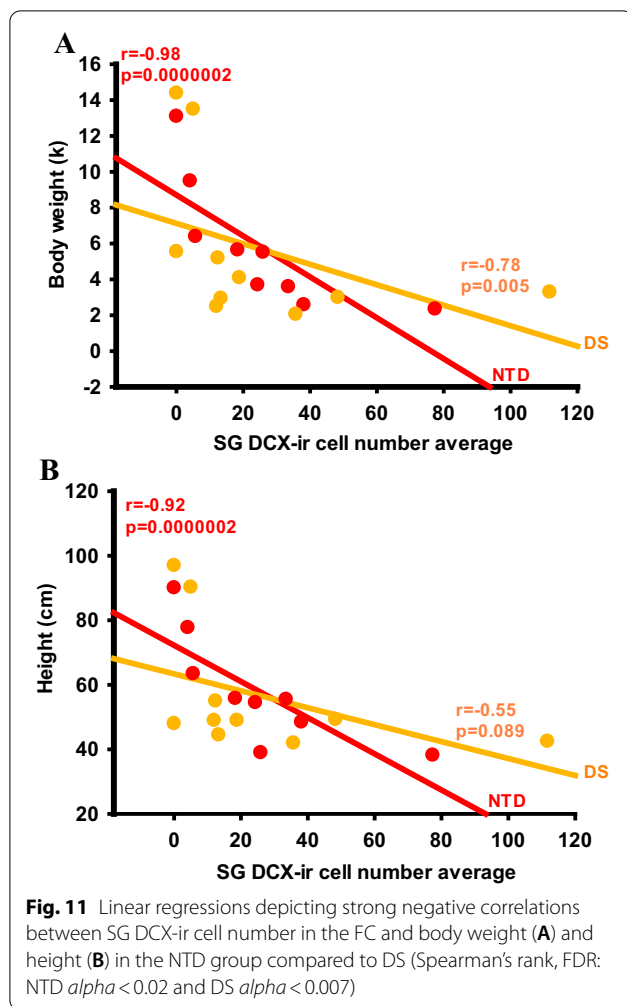 A
r=-0.98
p=0.0000002
16
14
12
10
8
6
4
2
0
-2
Body weight (k)
r=-0.78
p=0.005
DS
NTD
0 20 40 60 80 100 120
SG DCX-ir cell number average
B
r=-0.92
p=0.0000002
120
100
80
60
40
20
Height (cm)
r=-0.55
p=0.089
DS
NTD
0 20 40 60 80 100 120
SG DCX-ir cell number average
Fig. 11 Linear regressions depicting strong negative correlations
between SG DCX-ir cell number in the FC and body weight (A) and
height (B) in the NTD group compared to DS (Spearman's rank, FDR:
NTD alpha < 0.02 and DS alpha < 0.007)